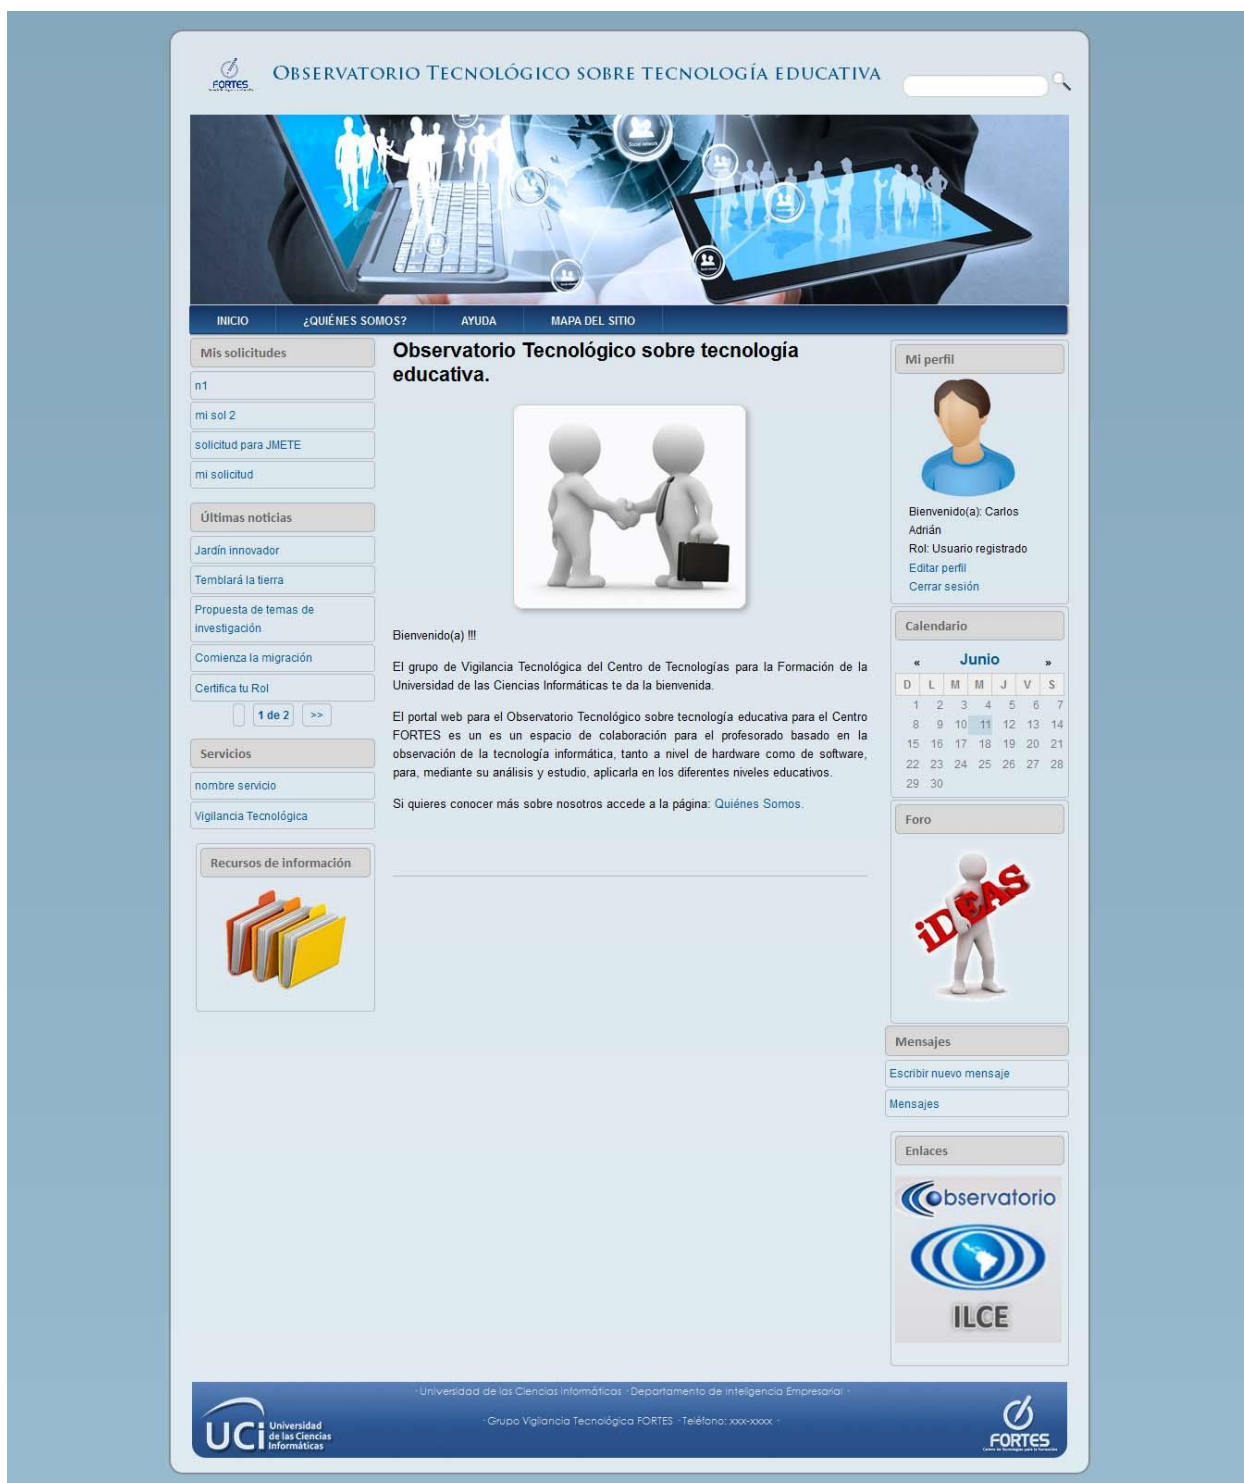 FORTES
OBSERVATORIO TECNOLÓGICO SOBRE TECNOLOGÍA EDUCATIVA
Social network
INICIO
¿QUIÉNES SOMOS?
AYUDA
MAPA DEL SITIO
Mis solicitudes
n1
mi sol 2
solicitud para JMETE
mi solicitud
Últimas noticias
Jardín innovador
Temblará la tierra
Propuesta de temas de
investigación
Comienza la migración
Certifica tu Rol
1 de 2 >>
Servicios
nombre servicio
Vigilancia Tecnológica
Recursos de información
Observatorio Tecnológico sobre tecnología
educativa.
Bienvenido(a) !!!
El grupo de Vigilancia Tecnológica del Centro de Tecnologías para la Formación de la
Universidad de las Ciencias Informáticas te da la bienvenida.
El portal web para el Observatorio Tecnológico sobre tecnología educativa para el Centro
FORTES es un es un espacio de colaboración para el profesorado basado en la
observación de la tecnología informática, tanto a nivel de hardware como de software,
para, mediante su análisis y estudio, aplicarla en los diferentes niveles educativos.
Si quieres conocer más sobre nosotros accede a la página: Quiénes Somos.
Mi perfil
Bienvenido(a): Carlos
Adrián
Rol: Usuario registrado
Editar perfil
Cerrar sesión
Calendario
« Junio »
D L M M J V S
1 2 3 4 5 6 7
8 9 10 11 12 13 14
15 16 17 18 19 20 21
22 23 24 25 26 27 28
29 30
Foro
iDEAS
Mensajes
Escribir nuevo mensaje
Mensajes
Enlaces
Observatorio
ILCE
· Universidad de las Ciencias Informáticas · Departamento de Inteligencia Empresarial ·
· Grupo Vigilancia Tecnológica FORTES · Teléfono: xxx-xxxx ·
UCi Universidad
de las Ciencias
Informáticas
FORTES
Centro de Tecnologías para la Formación